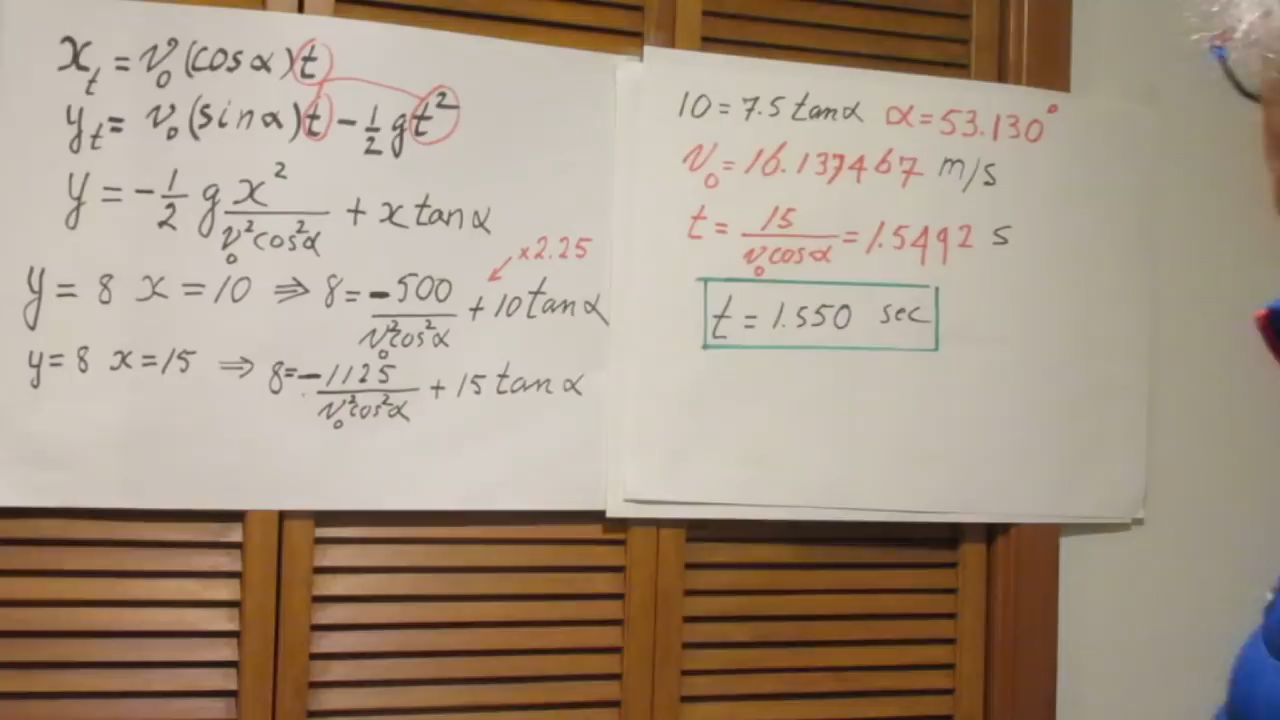 x_t = v_0 (cos α) t
y_t = v_0 (sin α) t - 1/2 g t^2
y = - 1/2 g x^2 / (v_0^2 cos^2 α) + x tan α
×2.25
y = 8 x = 10 ⇒ 8 = -500 / (v_0^2 cos^2 α) + 10 tan α
y = 8 x = 15 ⇒ 8 = -1125 / (v_0^2 cos^2 α) + 15 tan α
10 = 7.5 tan α α = 53.130°
v_0 = 16.137467 m/s
t = 15 / (v_0 cos α) = 1.5492 s
t = 1.550 sec